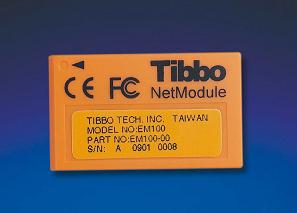 CE FC Tibbo
NetModule
TIBBO TECH. INC. TAIWAN
MODEL NO:EM100
PART NO:EM100-00
S/N: A 0901 0008